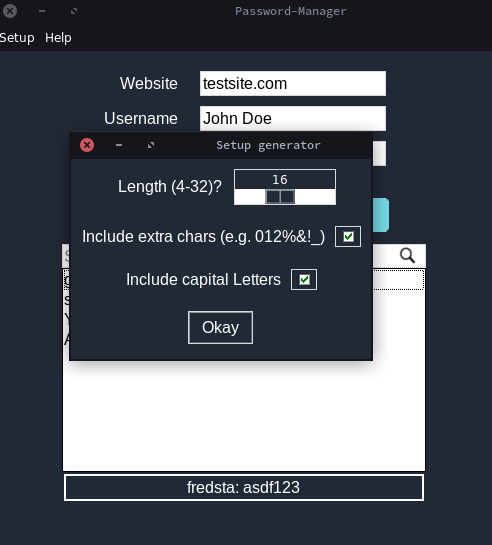 Password-Manager
Setup Help
Website testsite.com
Username John Doe
Setup generator
Length (4-32)? 16
Include extra chars (e.g. 012%&!_)
Include capital Letters
Okay
fredsta: asdf123